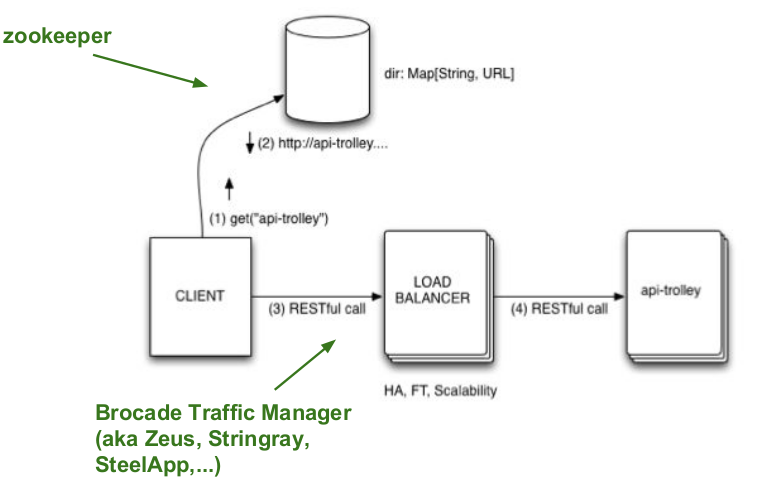 zookeeper
dir: Map[String, URL]
(2) http://api-trolley....
(1) get("api-trolley")
CLIENT
(3) RESTful call
LOAD
BALANCER
(4) RESTful call
api-trolley
HA, FT, Scalability
Brocade Traffic Manager
(aka Zeus, Stringray,
SteelApp,...)